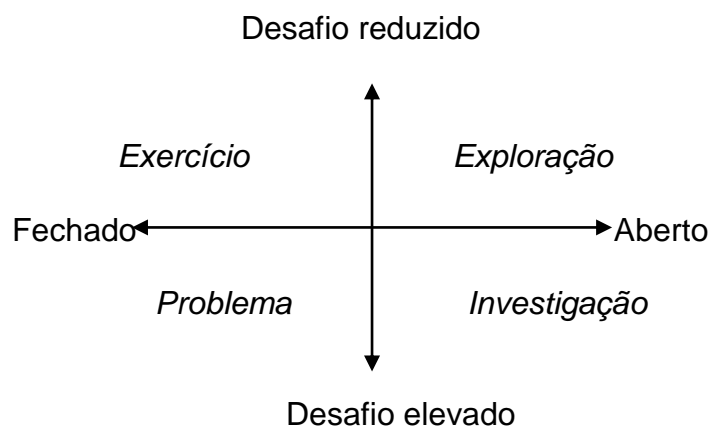 Desafio reduzido
Exercício Exploração
Fechado Aberto
Problema Investigação
Desafio elevado